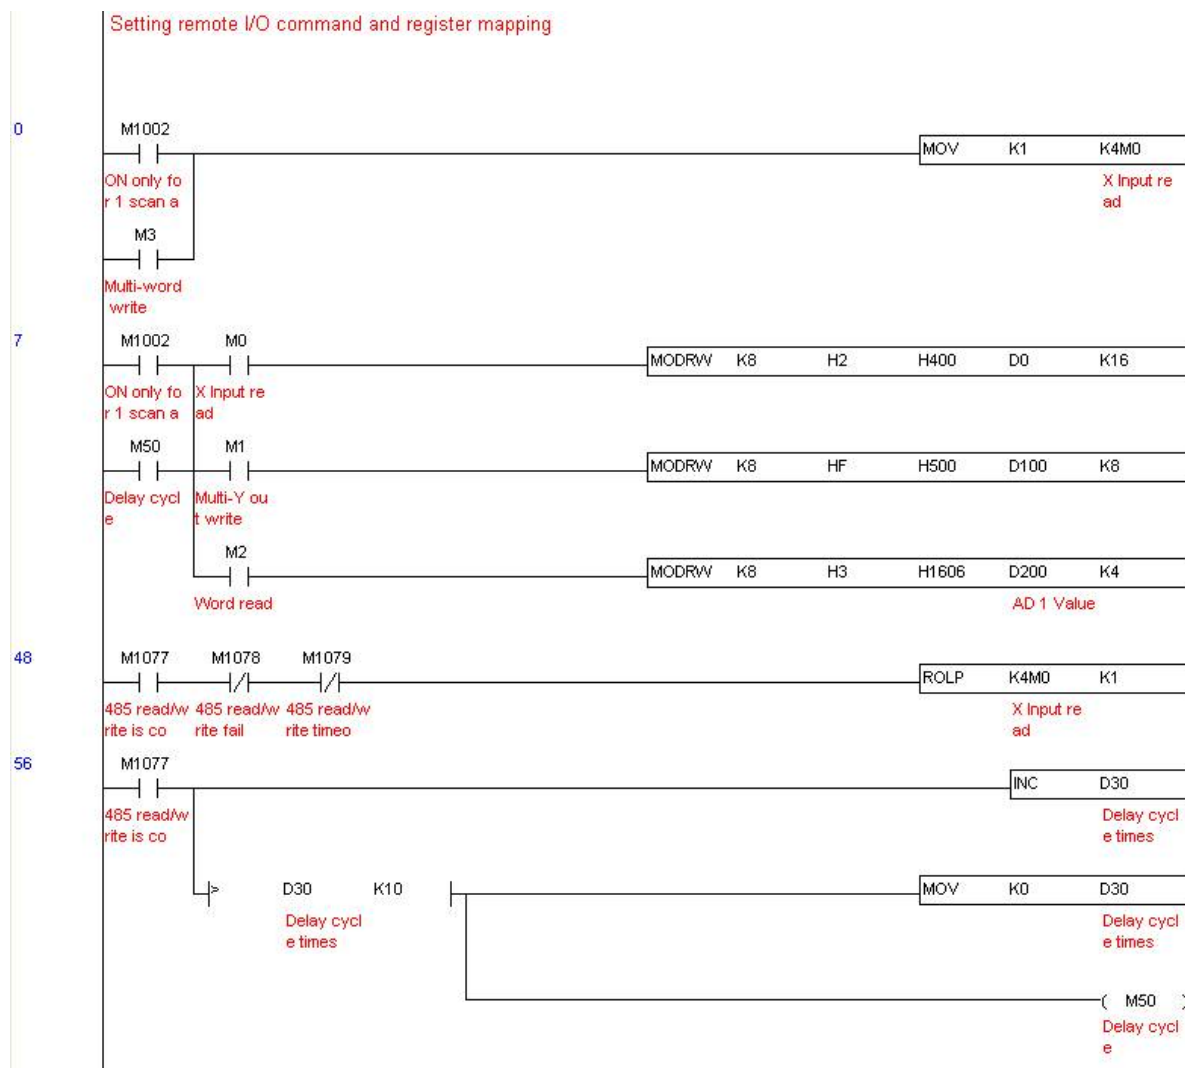 Setting remote I/O command and register mapping
0
M1002
MOV K1 K4M0
ON only fo
r 1 scan a
X Input re
ad
M3
Multi-word
write
7
M1002 M0
MODRW K8 H2 H400 D0 K16
ON only fo
r 1 scan a
X Input re
ad
M50 M1
MODRW K8 HF H500 D100 K8
Delay cycl
e
Multi-Y ou
t write
M2
MODRW K8 H3 H1606 D200 K4
Word read
AD 1 Value
48
M1077 M1078 M1079
ROLP K4M0 K1
485 read/w
rite is co
485 read/w
rite fail
485 read/w
rite timeo
X Input re
ad
56
M1077
INC D30
485 read/w
rite is co
Delay cycl
e times
> D30 K10
MOV K0 D30
Delay cycl
e times
Delay cycl
e times
( M50 )
Delay cycl
e